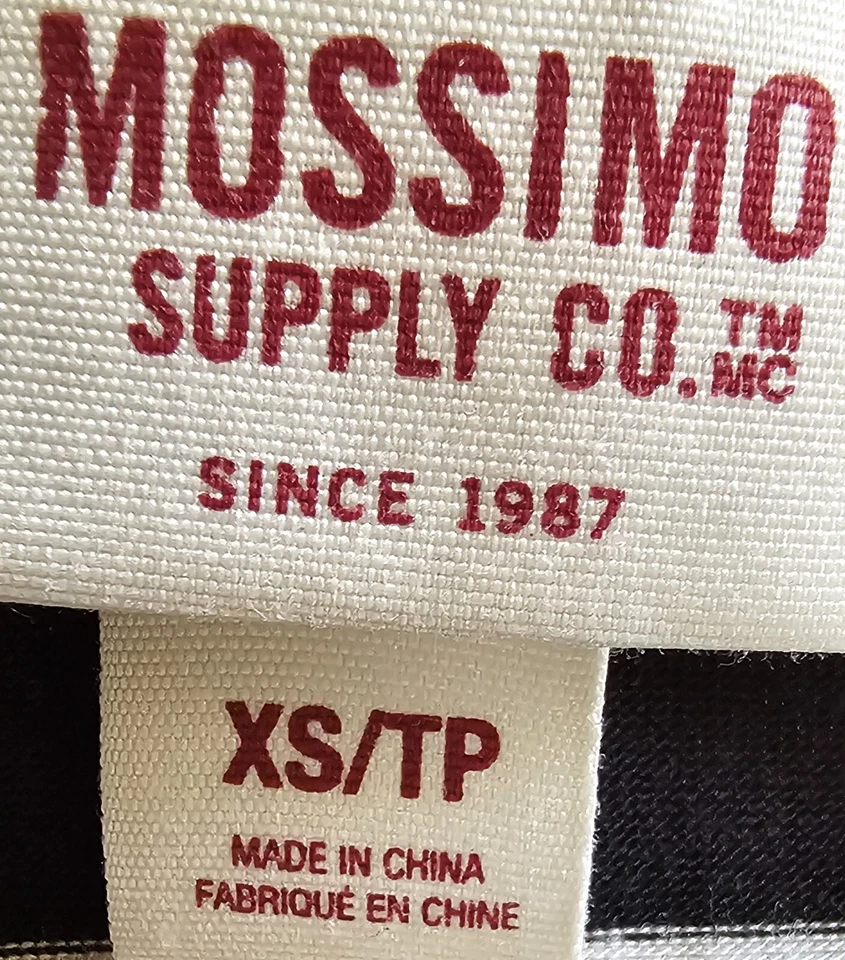 MOSSIMO
SUPPLY CO.™ MC
SINCE 1987
XS/TP
MADE IN CHINA
FABRIQUÉ EN CHINE